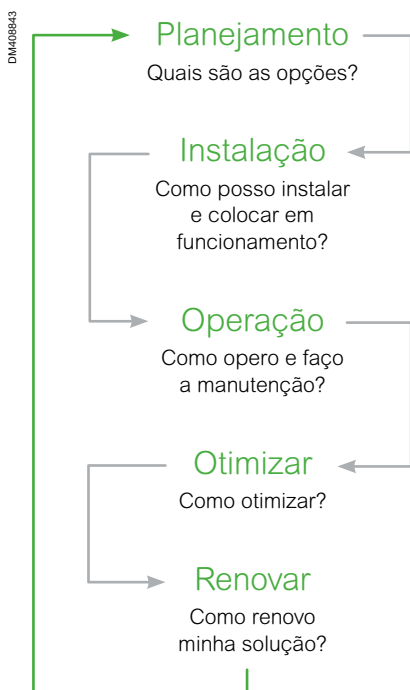 DM408843
Planejamento
Quais são as opções?
Instalação
Como posso instalar
e colocar em
funcionamento?
Operação
Como opero e faço
a manutenção?
Otimizar
Como otimizar?
Renovar
Como renovo
minha solução?